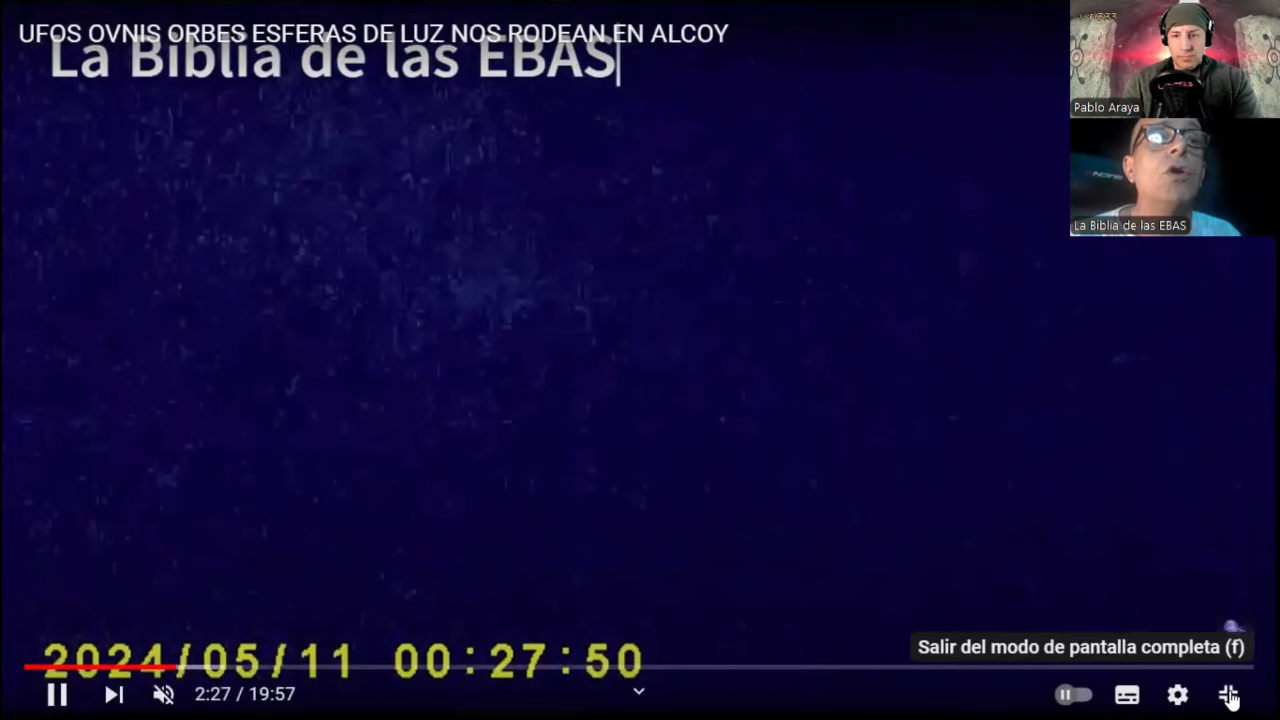 UFOS OVNIS ORBES ESFERAS DE LUZ NOS RODEAN EN ALCOY
La Biblia de las EBAS
Pablo Araya
La Biblia de las EBAS
Salir del modo de pantalla completa (f)
2024/05/11 00:27:50
2:27 / 19:57